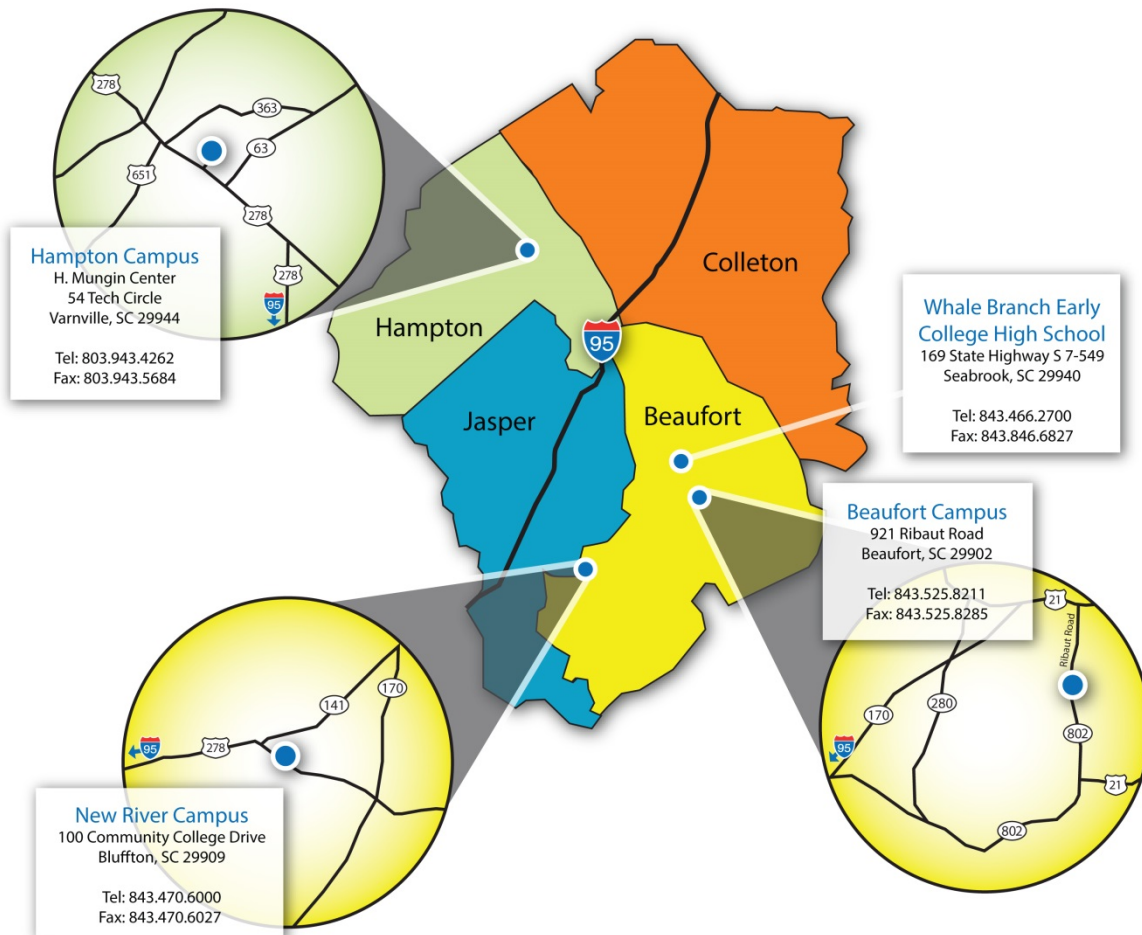 278
363
63
651
278
278
95
Hampton Campus
H. Mungin Center
54 Tech Circle
Varnville, SC 29944
Tel: 803.943.4262
Fax: 803.943.5684
Colleton
Hampton
95
Jasper
Beaufort
Whale Branch Early
College High School
169 State Highway S 7-549
Seabrook, SC 29940
Tel: 843.466.2700
Fax: 843.846.6827
Beaufort Campus
921 Ribaut Road
Beaufort, SC 29902
Tel: 843.525.8211
Fax: 843.525.8285
21
Ribaut Road
170
280
802
95
21
802
170
141
278
95
New River Campus
100 Community College Drive
Bluffton, SC 29909
Tel: 843.470.6000
Fax: 843.470.6027